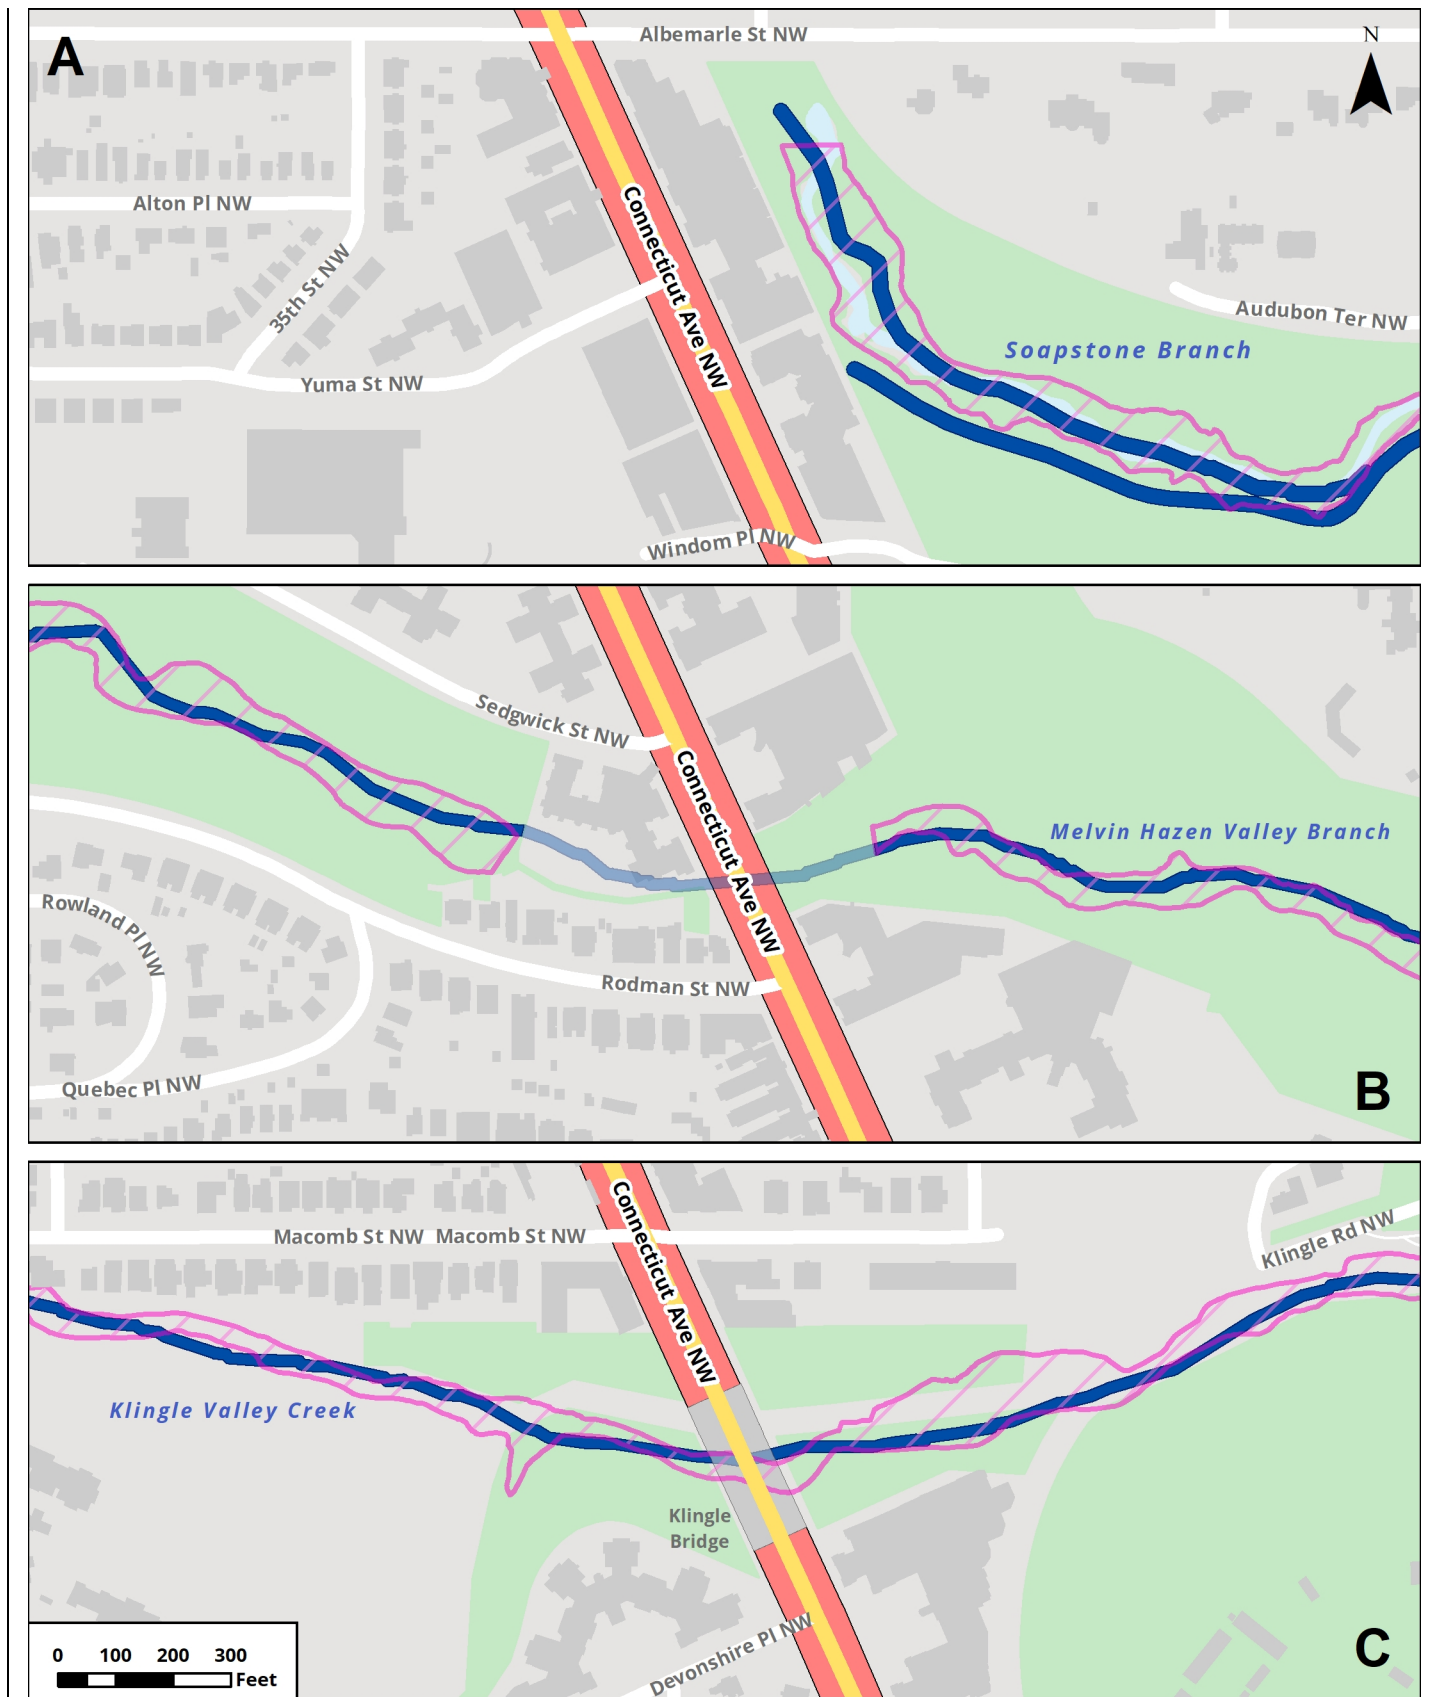 A
Albemarle St NW
N
Alton Pl NW
35th St NW
Connecticut Ave NW
Audubon Ter NW
Soapstone Branch
Yuma St NW
Windom Pl NW
Sedgwick St NW
Connecticut Ave NW
Melvin Hazen Valley Branch
Rowland Pl NW
Rodman St NW
Quebec Pl NW
B
Connecticut Ave NW
Macomb St NW Macomb St NW
Klingle Rd NW
Klingle Valley Creek
Klingle
Bridge
Devonshire Pl NW
C
0 100 200 300
Feet